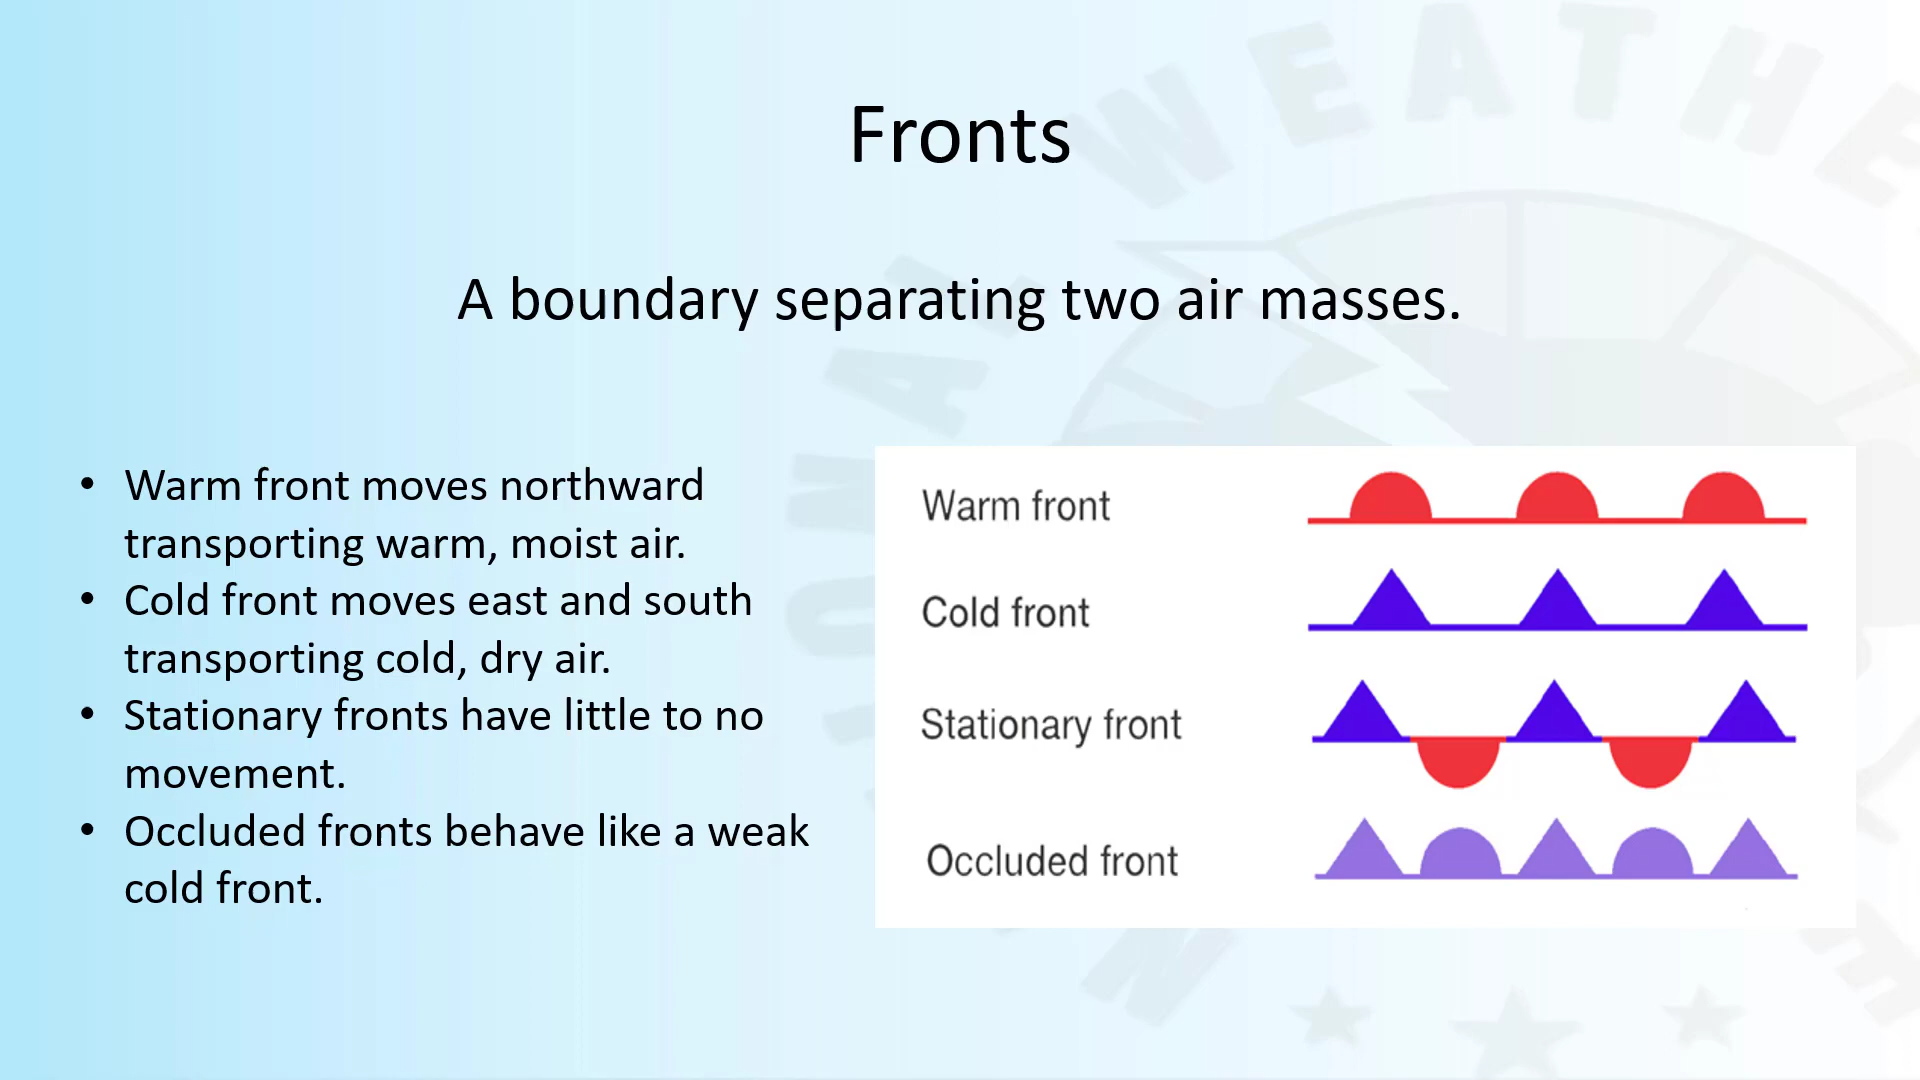 Fronts
A boundary separating two air masses.
• Warm front moves northward
transporting warm, moist air.
• Cold front moves east and south
transporting cold, dry air.
• Stationary fronts have little to no
movement.
• Occluded fronts behave like a weak
cold front.
Warm front
Cold front
Stationary front
Occluded front